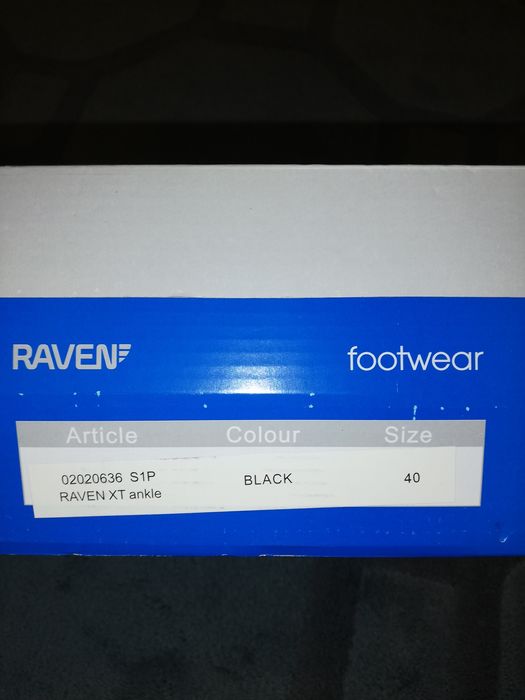 RAVEN footwear
Article Colour Size
02020636 S1P BLACK 40
RAVEN XT ankle